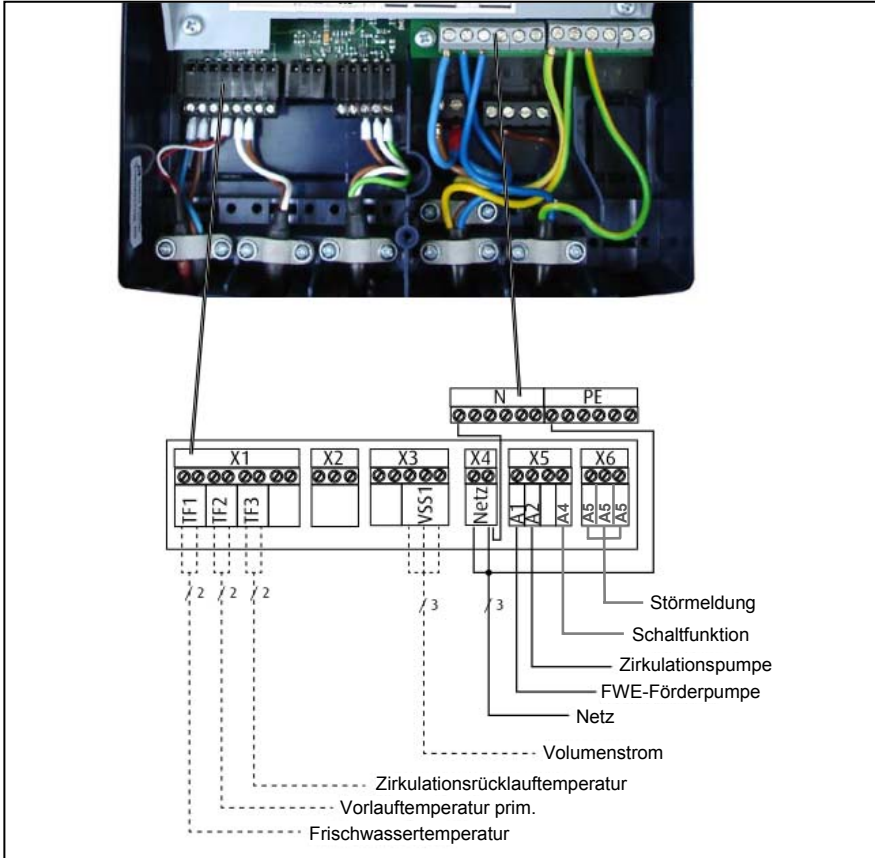 N PE
X1 X2 X3 X4 X5 X6
TF1 TF2 TF3 VSS1 Netz A1 A2 A4 A5 A5 A5
2 2 2 3 3
Störmeldung
Schaltfunktion
Zirkulationspumpe
FWE-Förderpumpe
Netz
Volumenstrom
Zirkulationsrücklauftemperatur
Vorlauftemperatur prim.
Frischwassertemperatur